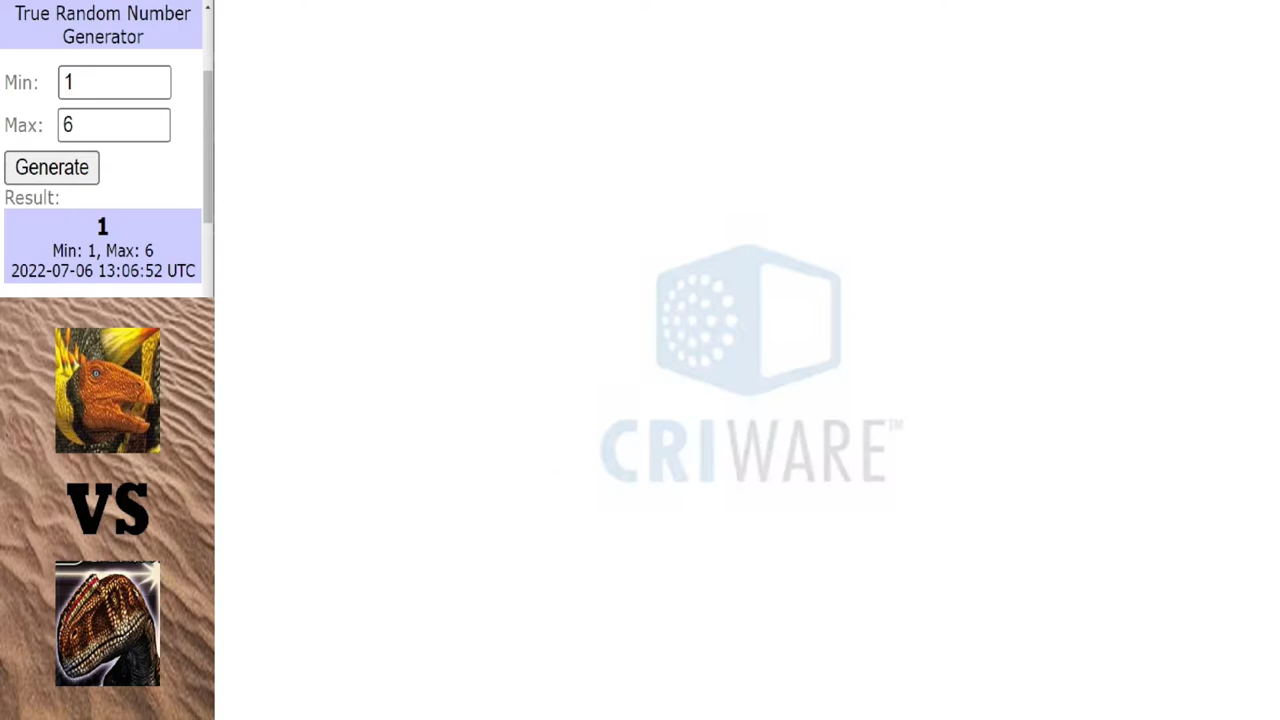 True Random Number
Generator
Min: 1
Max: 6
Generate
Result:
1
Min: 1, Max: 6
2022-07-06 13:06:52 UTC
VS
CRIWARE™